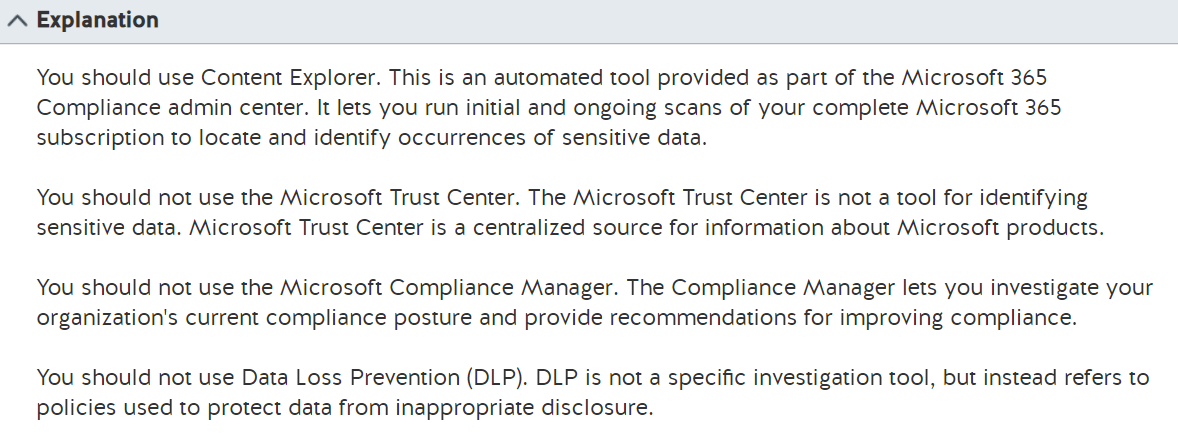 Explanation
You should use Content Explorer. This is an automated tool provided as part of the Microsoft 365
Compliance admin center. It lets you run initial and ongoing scans of your complete Microsoft 365
subscription to locate and identify occurrences of sensitive data.
You should not use the Microsoft Trust Center. The Microsoft Trust Center is not a tool for identifying
sensitive data. Microsoft Trust Center is a centralized source for information about Microsoft products.
You should not use the Microsoft Compliance Manager. The Compliance Manager lets you investigate your
organization's current compliance posture and provide recommendations for improving compliance.
You should not use Data Loss Prevention (DLP). DLP is not a specific investigation tool, but instead refers to
policies used to protect data from inappropriate disclosure.